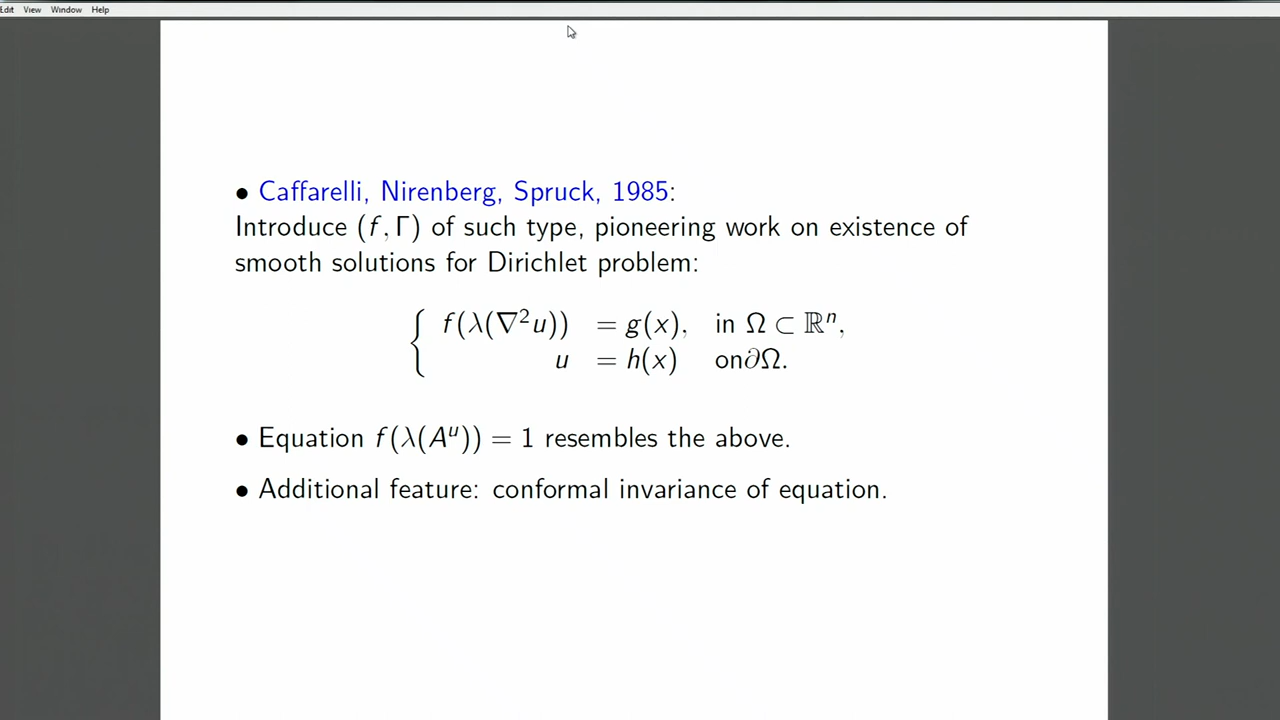 Edit View Window Help
• Caffarelli, Nirenberg, Spruck, 1985:
Introduce (f, Γ) of such type, pioneering work on existence of
smooth solutions for Dirichlet problem:
{ f(λ(∇²u)) = g(x), in Ω ⊂ ℝⁿ,
u = h(x) on∂Ω.
• Equation f(λ(Aᵘ)) = 1 resembles the above.
• Additional feature: conformal invariance of equation.